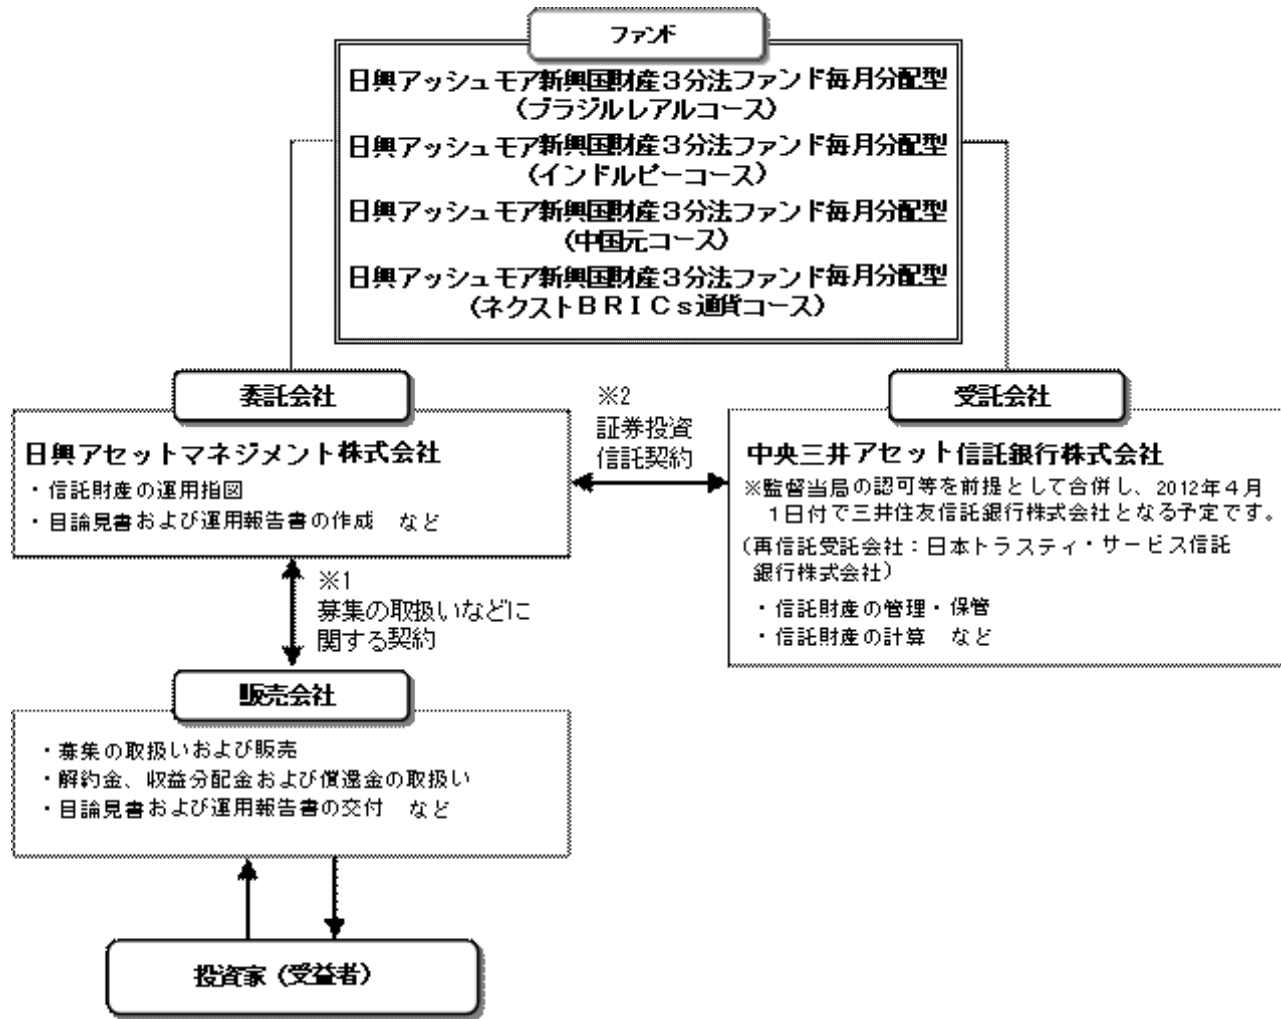 ファンド
日興アッシュモア新興国財産３分法ファンド毎月分配型
（ブラジルレアルコース）
日興アッシュモア新興国財産３分法ファンド毎月分配型
（インドルピーコース）
日興アッシュモア新興国財産３分法ファンド毎月分配型
（中国元コース）
日興アッシュモア新興国財産３分法ファンド毎月分配型
（ネクストＢＲＩＣｓ通貨コース）
委託会社
日興アセットマネジメント株式会社
・信託財産の運用指図
・目論見書および運用報告書の作成　など
※2
証券投資
信託契約
受託会社
中央三井アセット信託銀行株式会社
※監督当局の認可等を前提として合併し、2012年４月
１日付で三井住友信託銀行株式会社となる予定です。
（再信託受託会社：日本トラスティ・サービス信託
銀行株式会社）
・信託財産の管理・保管
・信託財産の計算　など
※1
募集の取扱いなどに
関する契約
販売会社
・募集の取扱いおよび販売
・解約金、収益分配金および償還金の取扱い
・目論見書および運用報告書の交付　など
投資家（受益者）